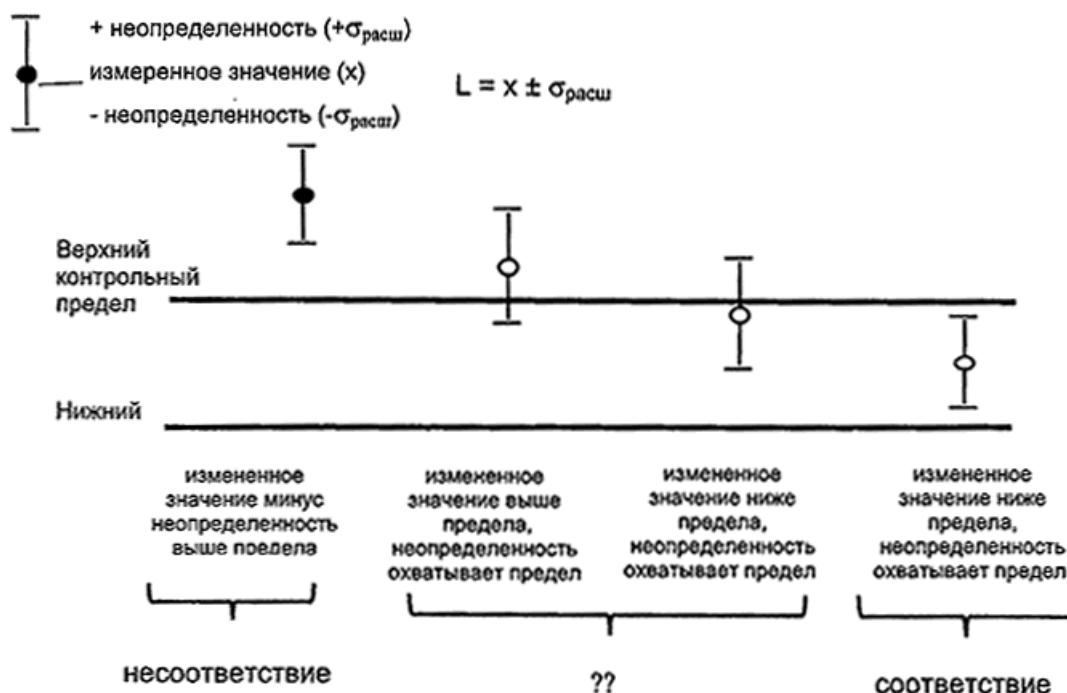 + неопределенность (+σрасш)
измеренное значение (x)
- неопределенность (-σрасш)
L = x ± σрасш
Верхний
контрольный
предел
Нижний
измененное
значение минус
неопределенность
выше предела
измененное
значение выше
предела,
неопределенность
охватывает предел
измененное
значение ниже
предела,
неопределенность
охватывает предел
измененное
значение ниже
предела,
неопределенность
охватывает предел
несоответствие
??
соответствие